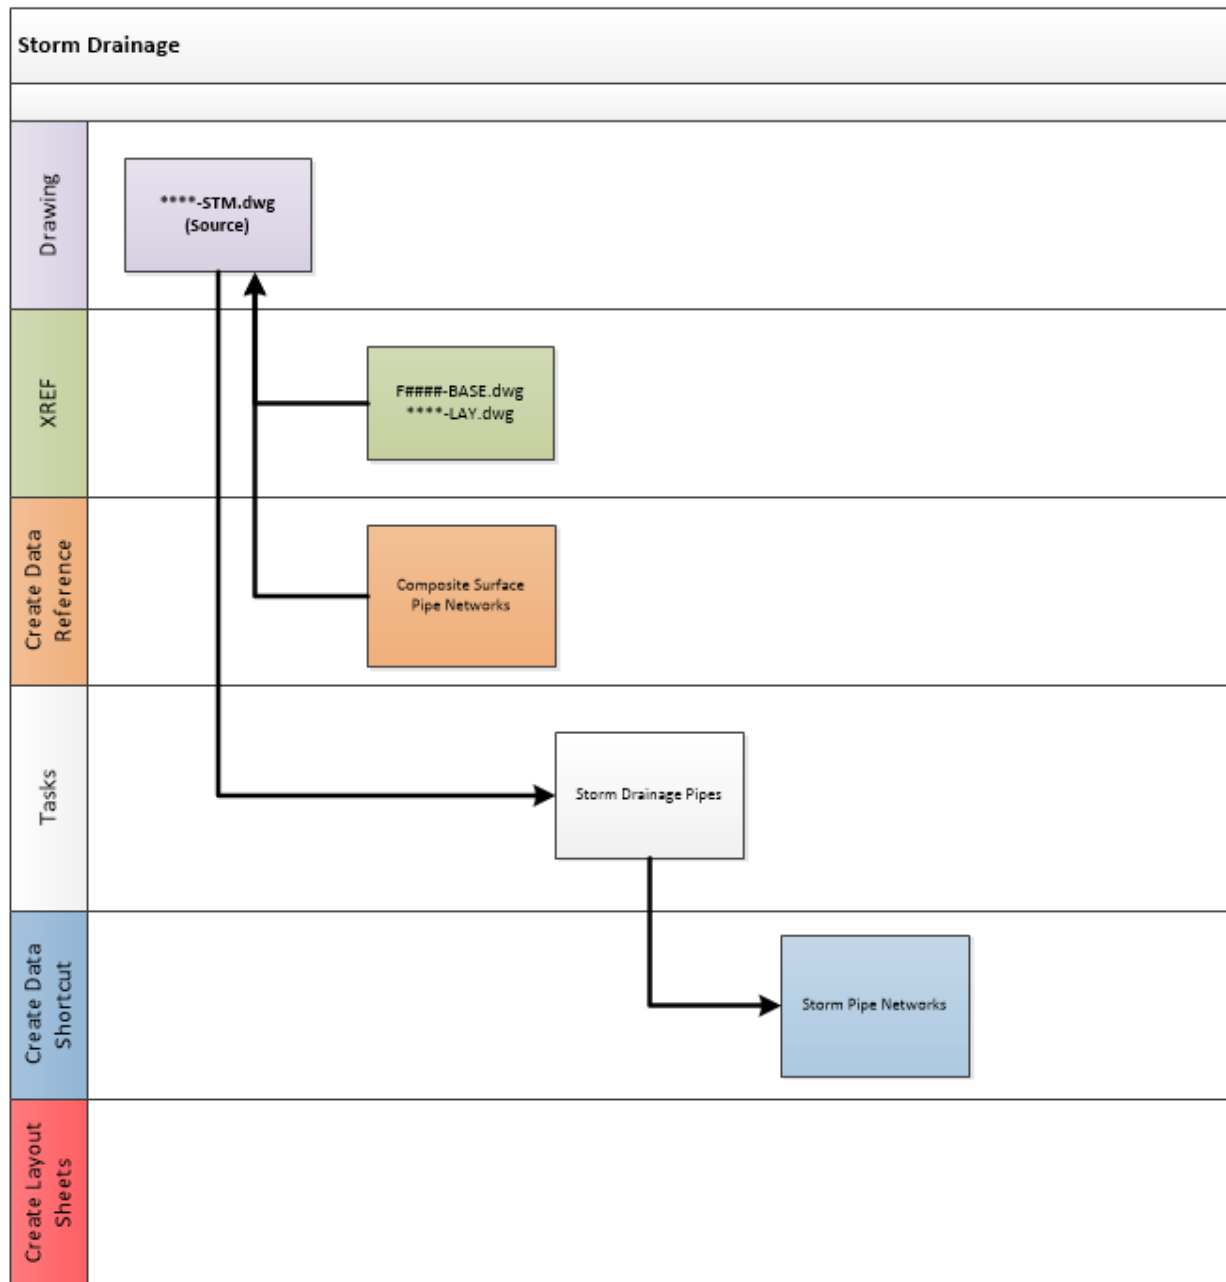 Storm Drainage
Drawing
****-STM.dwg
(Source)
XREF
F####-BASE.dwg
****-LAY.dwg
Create Data
Reference
Composite Surface
Pipe Networks
Tasks
Storm Drainage Pipes
Create Data
Shortcut
Storm Pipe Networks
Create Layout
Sheets